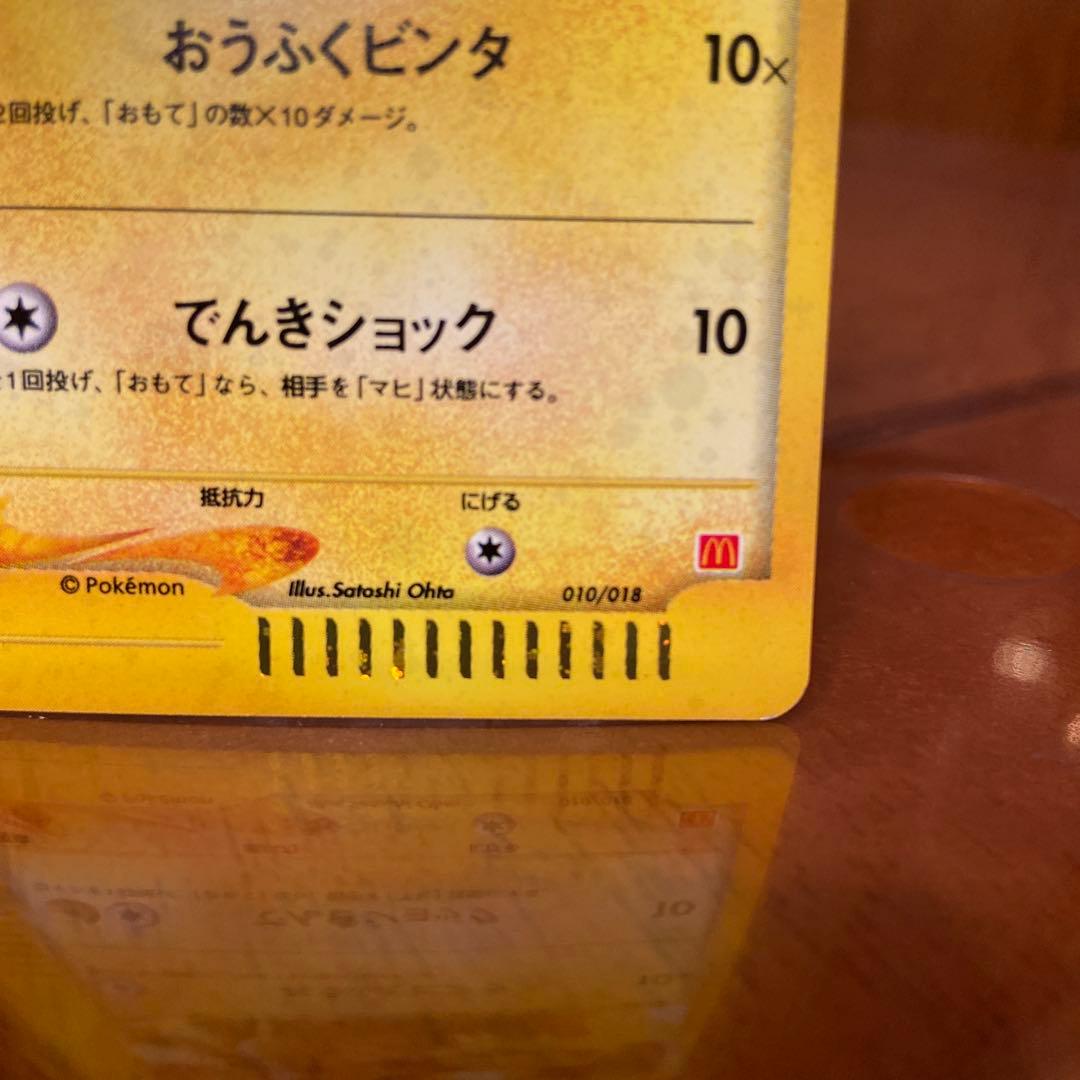 おうふくビンタ 10×
2回投げ、「おもて」の数×10ダメージ。
でんきショック 10
を1回投げ、「おもて」なら、相手を「マヒ」状態にする。
抵抗力 にげる
© Pokémon Illus.Satoshi Ohta 010/018